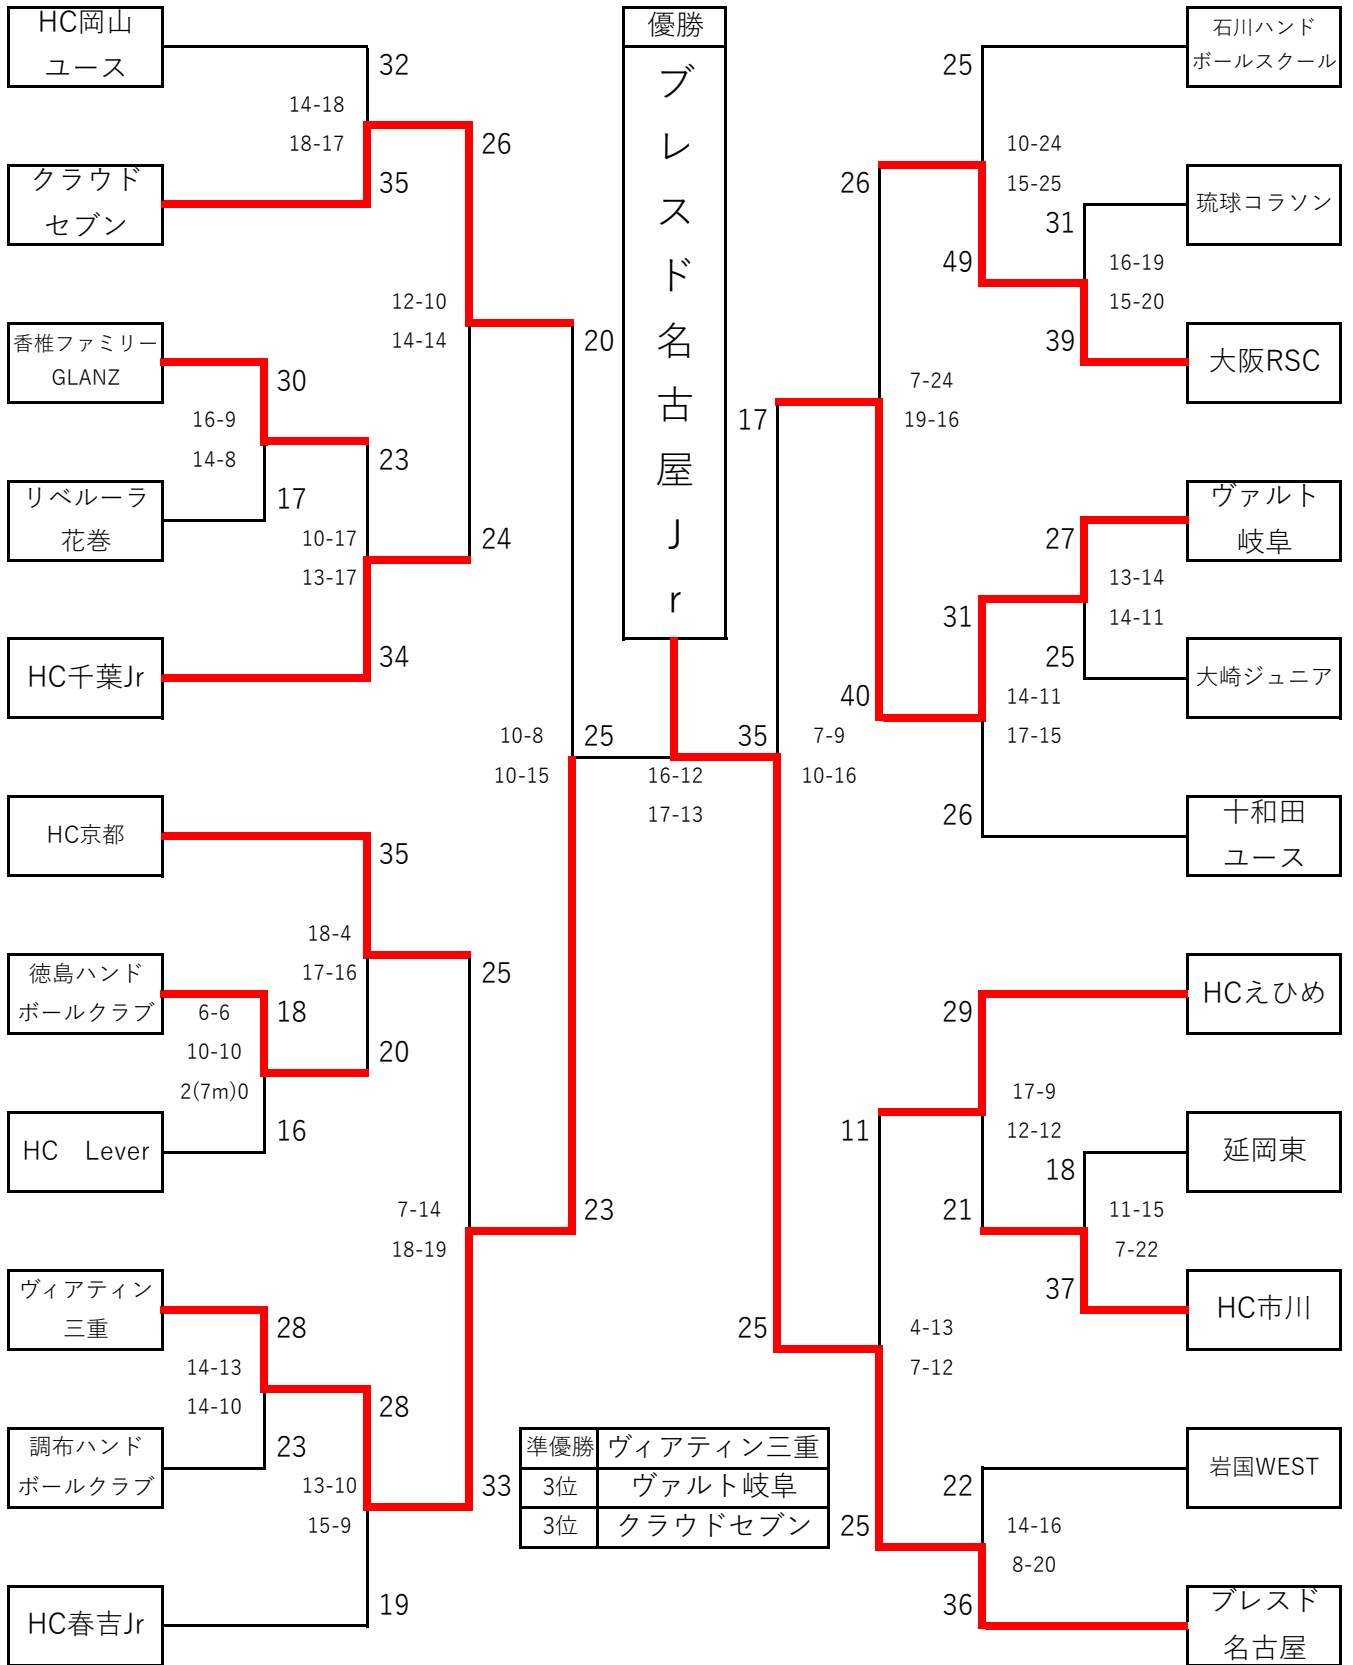 HC岡山
ユース
クラウド
セブン
香椎ファミリー
GLANZ
リベルーラ
花巻
HC千葉Jr
HC京都
徳島ハンド
ボールクラブ
HC　Lever
ヴィアティン
三重
調布ハンド
ボールクラブ
HC春吉Jr
32
14-18
18-17
35
30
16-9
14-8
17
23
10-17
13-17
34
26
12-10
14-14
24
35
18-4
17-16
20
18
6-6
10-10
2(7m)0
16
28
14-13
14-10
23
28
13-10
15-9
19
25
7-14
18-19
33
20
10-8
10-15
23
25
優勝
ブ
レ
ス
ド
名
古
屋
J
r
35
16-12
17-13
準優勝 ヴィアティン三重
3位 ヴァルト岐阜
3位 クラウドセブン
17
7-9
10-16
25
26
7-24
19-16
40
11
4-13
7-12
25
25
10-24
15-25
49
31
16-19
15-20
39
27
13-14
14-11
25
31
14-11
17-15
26
29
17-9
12-12
21
18
11-15
7-22
37
22
14-16
8-20
36
石川ハンド
ボールスクール
琉球コラソン
大阪RSC
ヴァルト
岐阜
大崎ジュニア
十和田
ユース
HCえひめ
延岡東
HC市川
岩国WEST
ブレスド
名古屋